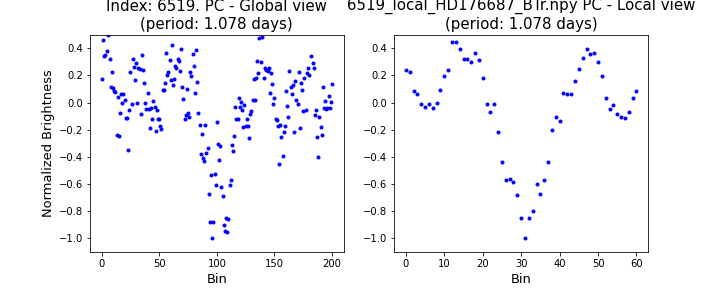 Index: 6519. PC - Global view
(period: 1.078 days)
6519_local_HD176687_BTr.npy PC - Local view
(period: 1.078 days)
Normalized Brightness
0.4
0.2
0.0
−0.2
−0.4
−0.6
−0.8
−1.0
0 50 100 150 200
Bin
0.4
0.2
0.0
−0.2
−0.4
−0.6
−0.8
−1.0
0 10 20 30 40 50 60
Bin